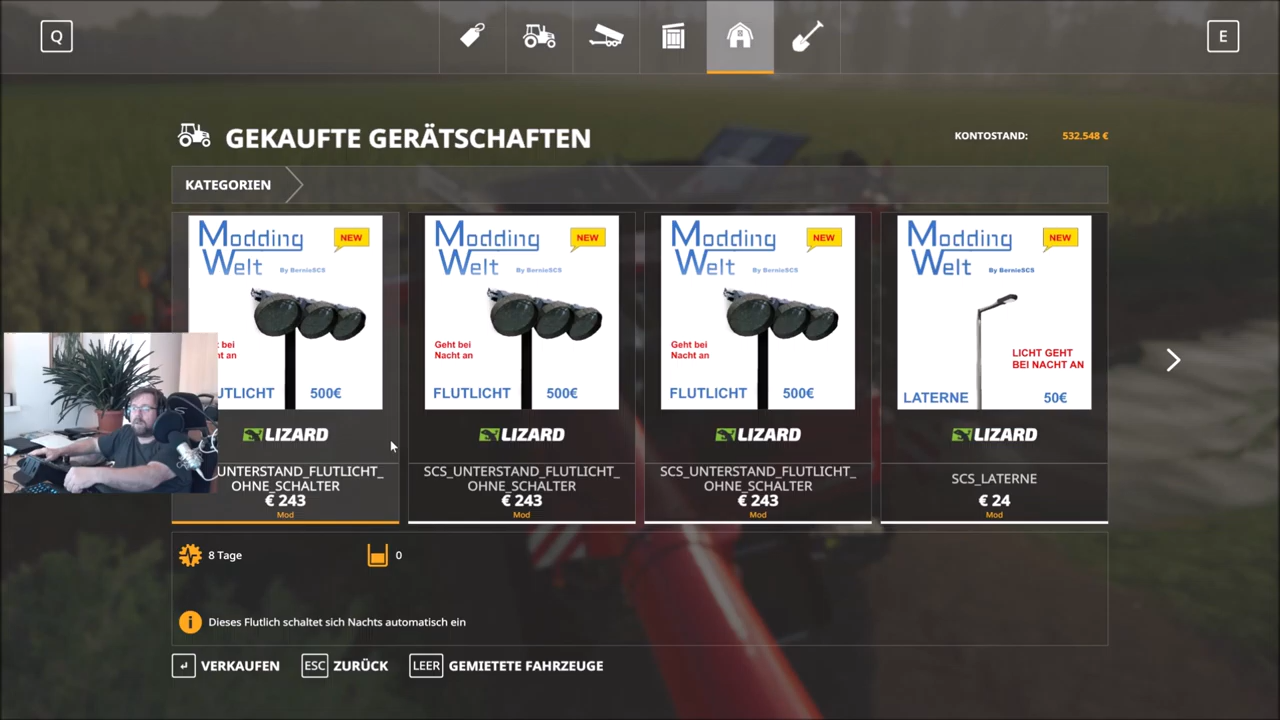 Q
E
GEKAUFTE GERÄTSCHAFTEN
KONTOSTAND: 532.548 €
KATEGORIEN
Modding
Welt
NEW
By BernieSCS
t bei
ht an
UTLICHT 500€
LIZARD
UNTERSTAND_FLUTLICHT_
OHNE_SCHALTER
€ 243
Mod
Modding
Welt
NEW
By BernieSCS
Geht bei
Nacht an
FLUTLICHT 500€
LIZARD
SCS_UNTERSTAND_FLUTLICHT_
OHNE_SCHALTER
€ 243
Mod
Modding
Welt
NEW
By BernieSCS
Geht bei
Nacht an
FLUTLICHT 500€
LIZARD
SCS_UNTERSTAND_FLUTLICHT_
OHNE_SCHALTER
€ 243
Mod
Modding
Welt
NEW
By BernieSCS
LICHT GEHT
BEI NACHT AN
LATERNE 50€
LIZARD
SCS_LATERNE
€ 24
Mod
8 Tage 0
Dieses Flutlich schaltet sich Nachts automatisch ein
VERKAUFEN ESC ZURÜCK LEER GEMIETETE FAHRZEUGE